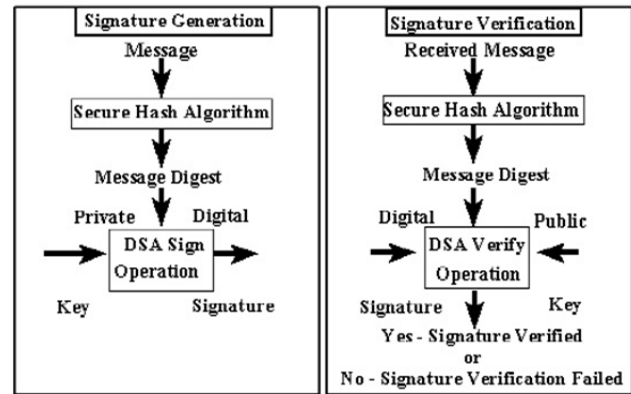 Signature Generation
Message
Secure Hash Algorithm
Message Digest
Private Digital
DSA Sign
Operation
Key Signature
Signature Verification
Received Message
Secure Hash Algorithm
Message Digest
Digital Public
DSA Verify
Operation
Signature Key
Yes - Signature Verified
or
No - Signature Verification Failed